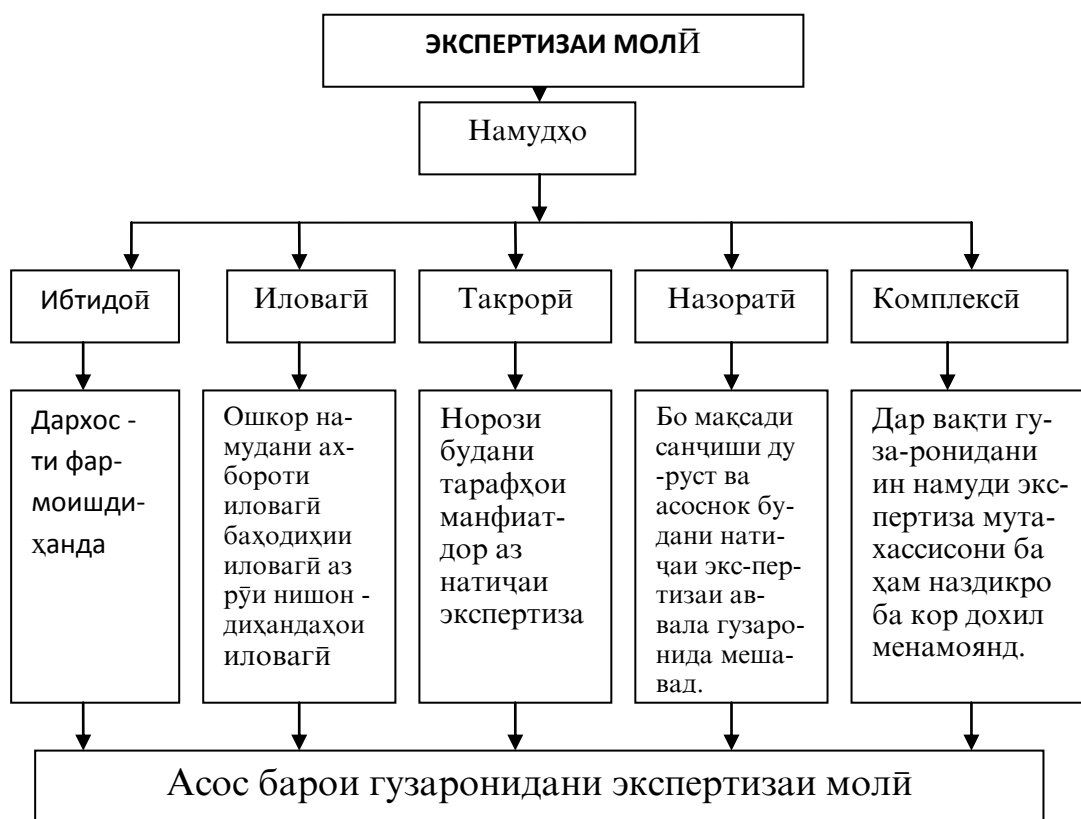 ЭКСПЕРТИЗАИ МОЛӢ
Намудҳо
Ибтидоӣ
Иловагӣ
Такрорӣ
Назоратӣ
Комплексӣ
Дархос -
ти фар-
моишди-
ҳанда
Ошкор на-
мудани ах-
бороти
иловагӣ
баҳодиҳии
иловагӣ аз
рӯи нишон -
диҳандаҳои
иловагӣ
Норози
будани
тарафҳои
манфиат-
дор аз
натиҷаи
экспертиза
Бо мақсади
санҷиши ду
-руст ва
асоснок бу-
дани нати-
ҷаи экс-пер-
тизаи ав-
вала гузаро-
нида меша-
вад.
Дар вақти гу-
за-ронидани
ин намуди экс-
пертиза мута-
хассисони ба
ҳам наздикро
ба кор дохил
менамоянд.
Асос барои гузаронидани экспертизаи молӣ